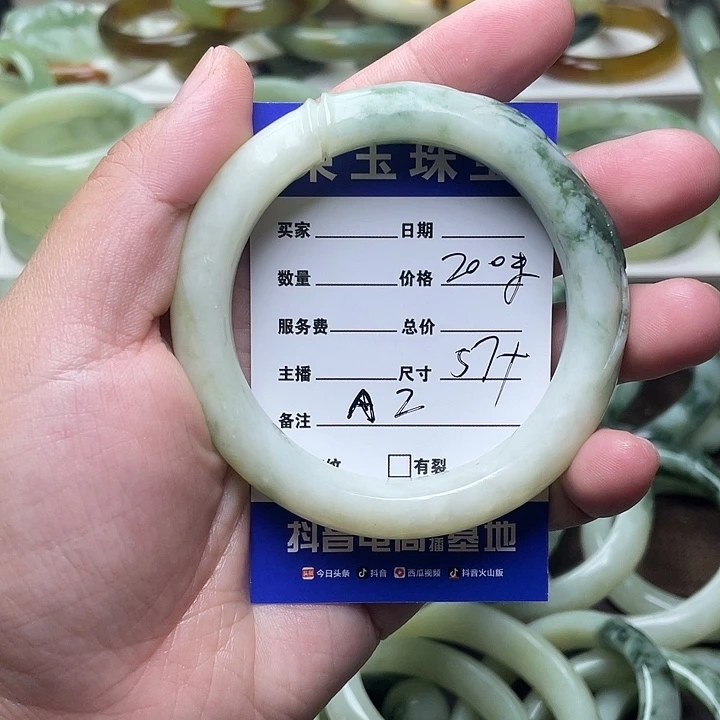 玉珠
买家 日期
数量 价格 200
服务费 总价
主播 尺寸 57+
备注 A2
有裂
抖音电商直播基地
今日头条 抖音 西瓜视频 抖音火山版